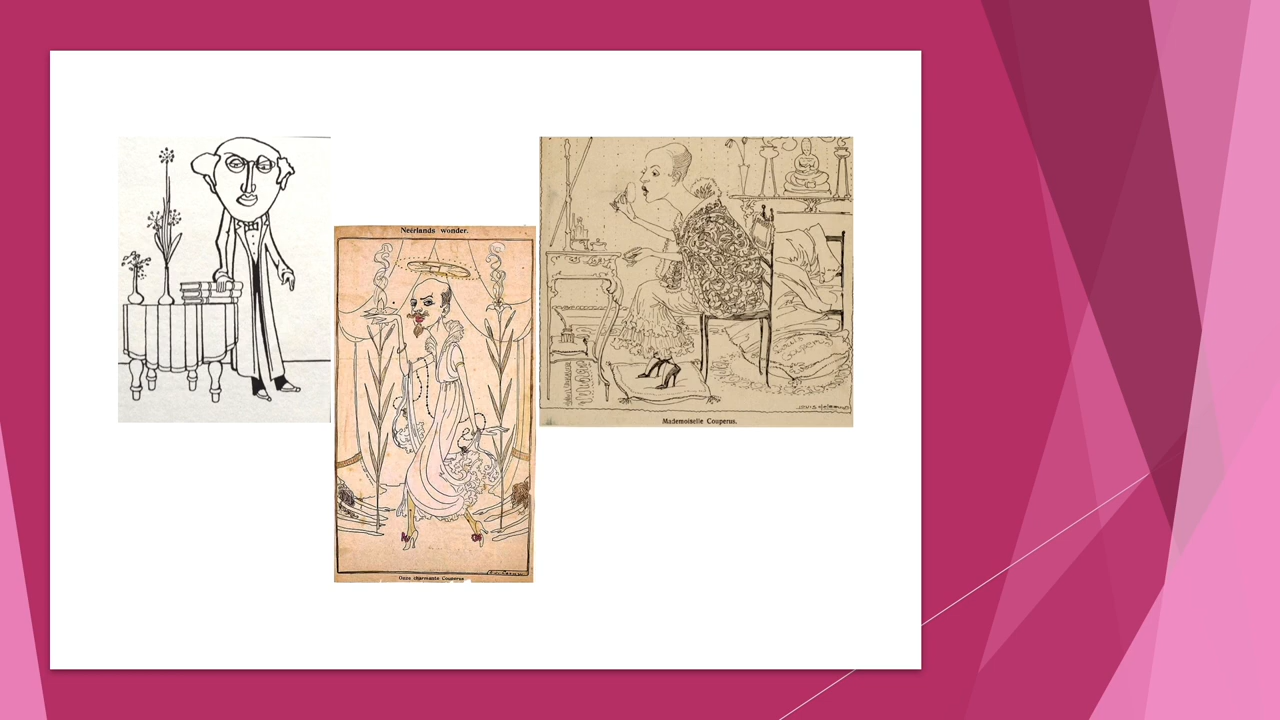 Neêrlands wonder.
Onze charmante Couperus
Mademoiselle Couperus.